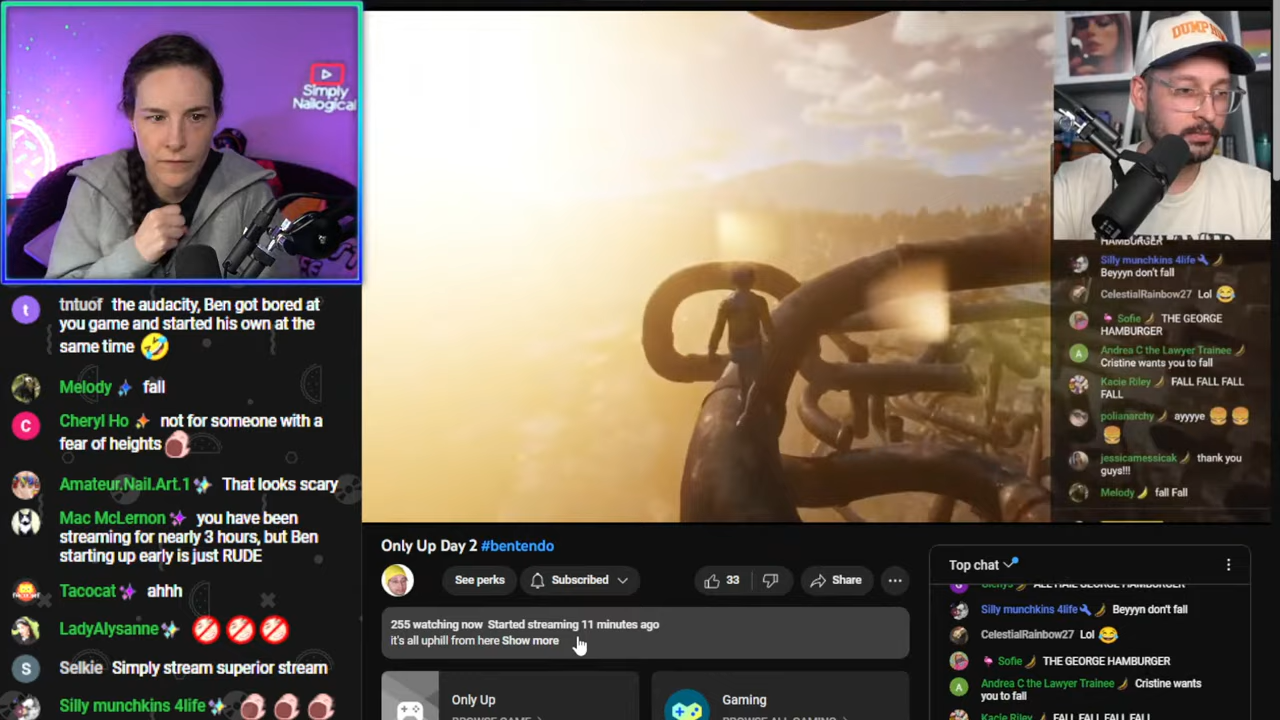 Simply
Nailogical
tntuof the audacity, Ben got bored at
you game and started his own at the
same time
Melody fall
Cheryl Ho not for someone with a
fear of heights
Amateur.Nail.Art.1 That looks scary
Mac McLernon you have been
streaming for nearly 3 hours, but Ben
starting up early is just RUDE
Tacocat ahhh
LadyAlysanne
Selkie Simply stream superior stream
Silly munchkins 4life
HAMBURGER
Silly munchkins 4life
Beyyyn don't fall
CelestialRainbow27 Lol
Sofie THE GEORGE
HAMBURGER
Andrea C the Lawyer Trainee
Cristine wants you to fall
Kacie Riley FALL FALL FALL
FALL
polianarchy ayyyye
jessicamessicak thank you
guys!!!
Melody fall Fall
Only Up Day 2 #bentendo
See perks
Subscribed
33
Share
255 watching now Started streaming 11 minutes ago
it's all uphill from here Show more
Only Up
BROWSE GAME
Gaming
BROWSE ALL GAMING
Top chat
ALL HAIL GEORGE HAMBURGER
Silly munchkins 4life Beyyyn don't fall
CelestialRainbow27 Lol
Sofie THE GEORGE HAMBURGER
Andrea C the Lawyer Trainee Cristine wants
you to fall
Kacie Riley FALL FALL FALL FALL